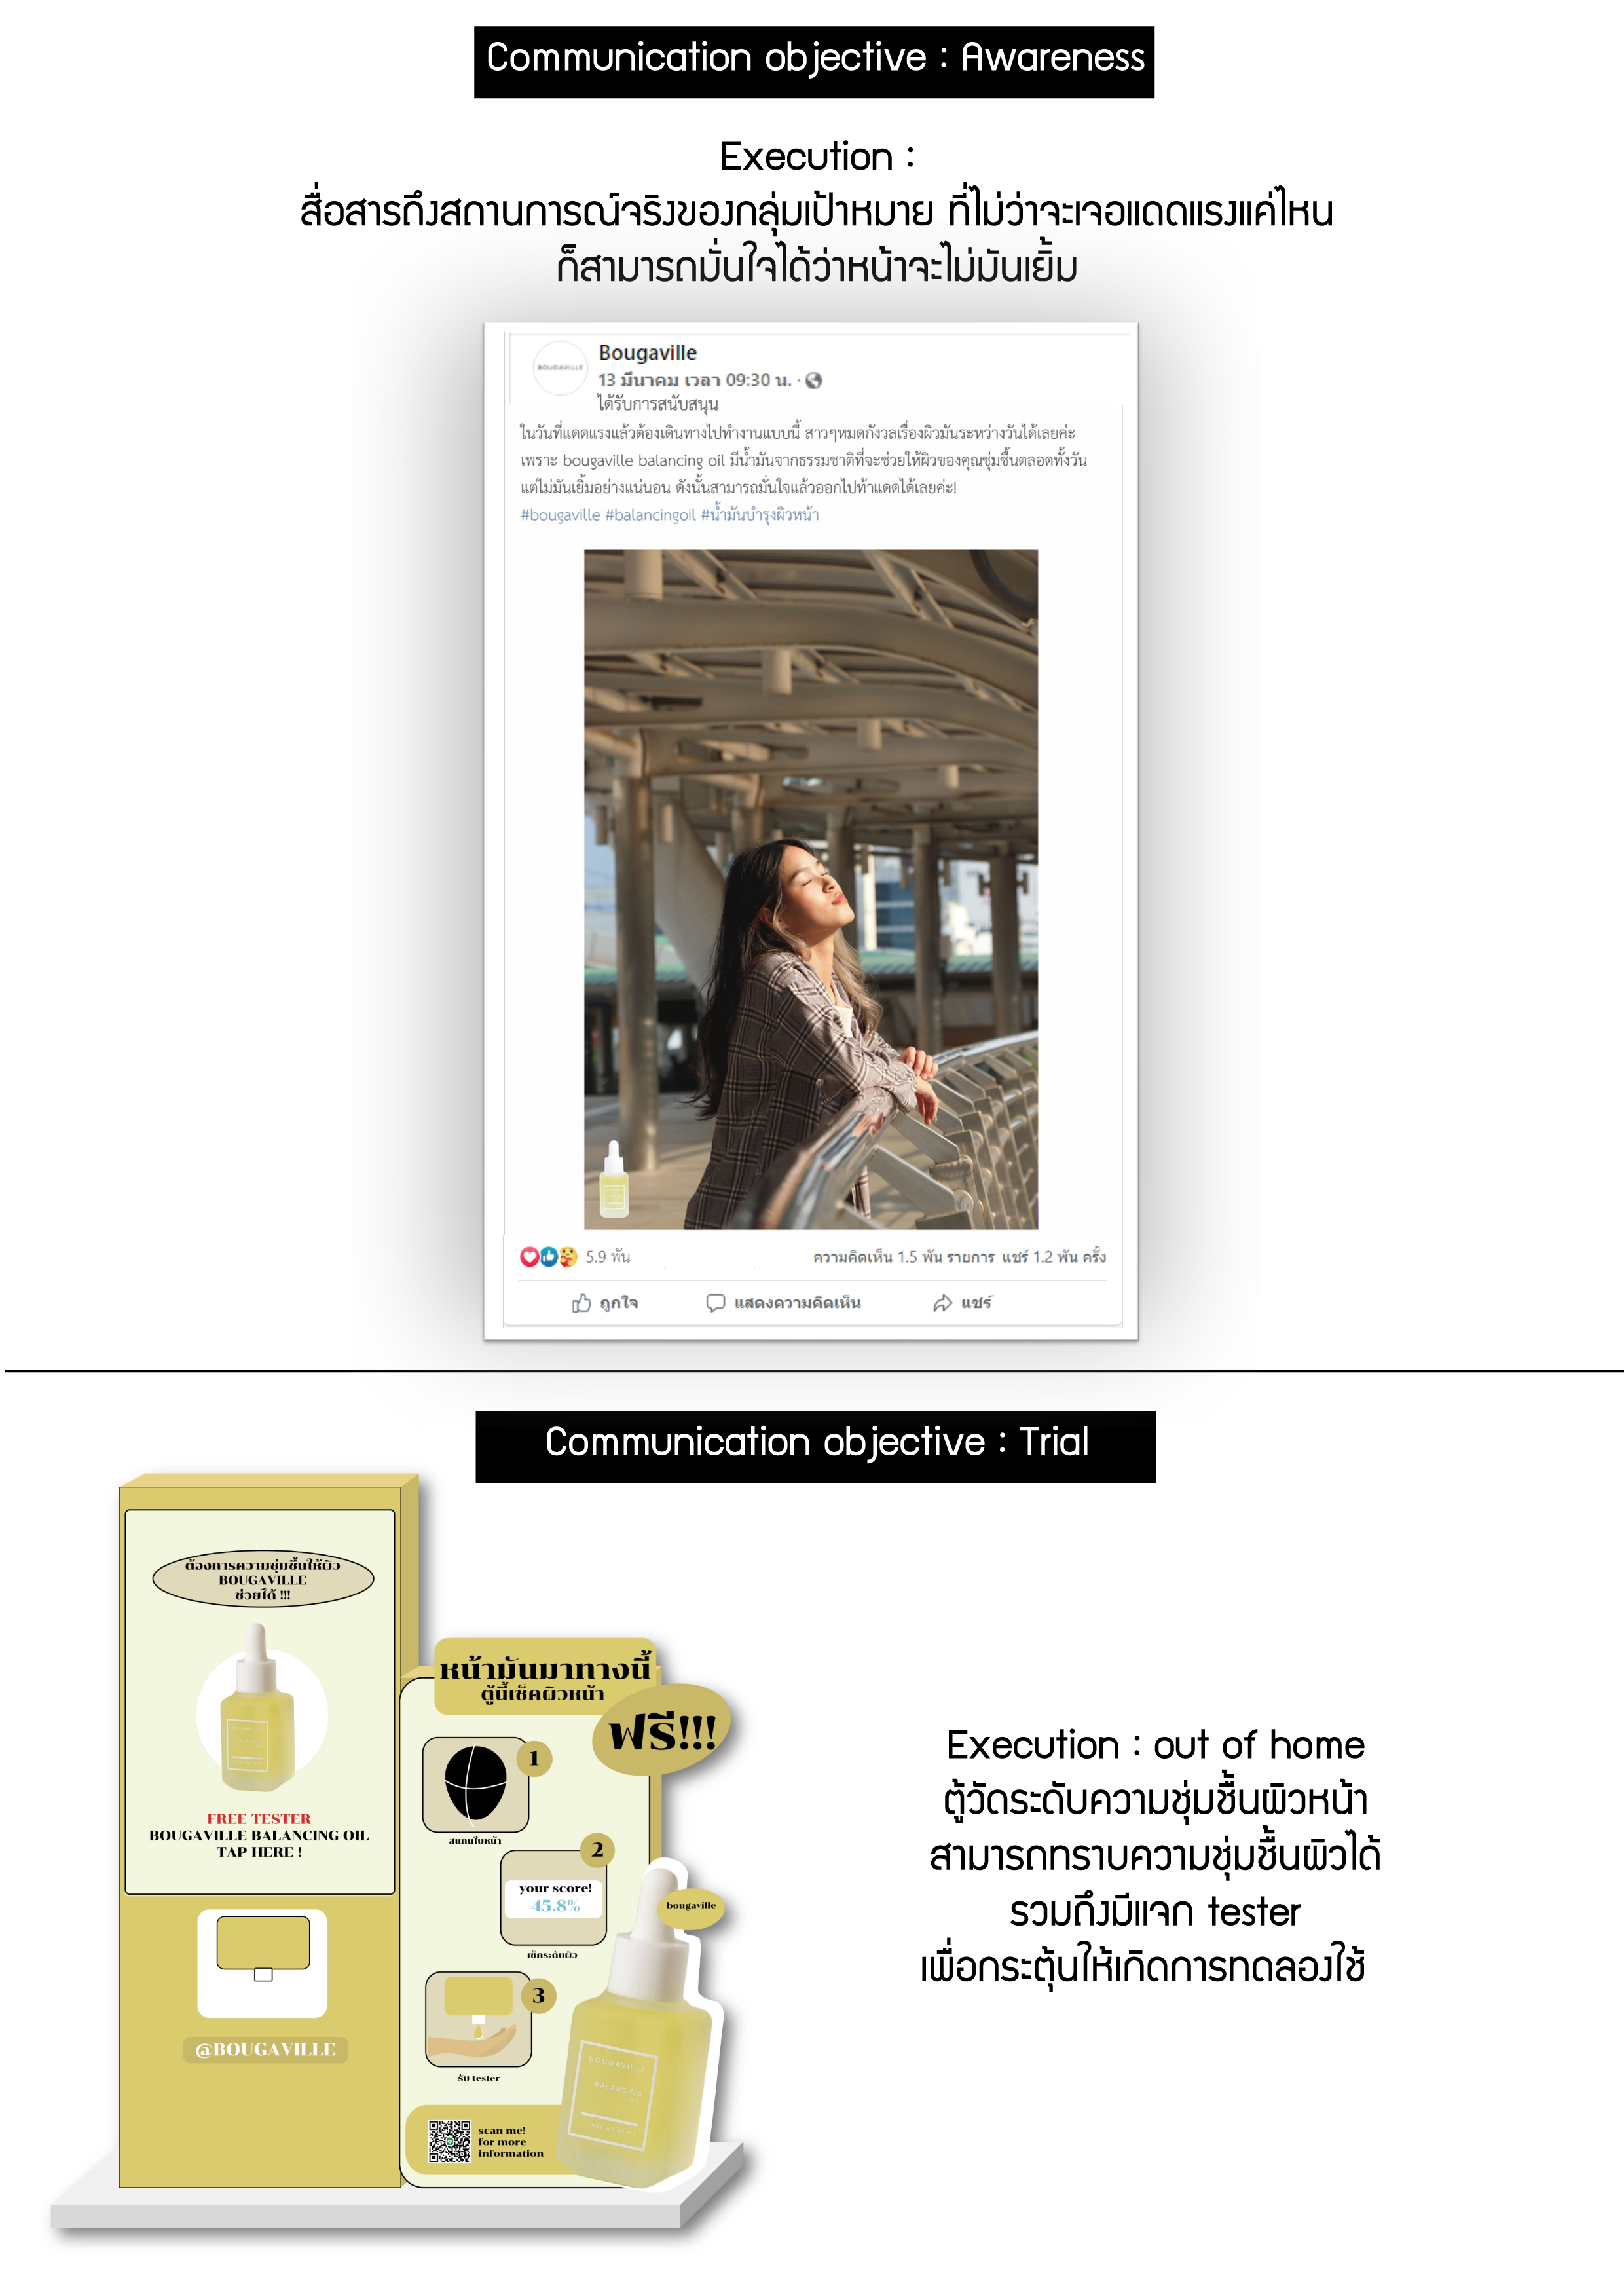 Communication objective : Awareness
Execution :
สื่อสารถึงสถานการณ์จริงของกลุ่มเป้าหมาย ที่ไม่ว่าจะเจอแดดแรงแค่ไหน
ก็สามารถมั่นใจได้ว่าหน้าจะไม่มันเยิ้ม
BOUGAVILLE
Bougaville
13 มีนาคม เวลา 09:30 น. ·
ได้รับการสนับสนุน
ในวันที่แดดแรงแล้วต้องเดินทางไปทำงานแบบนี้ สาวๆหมดกังวลเรื่องผิวมันระหว่างวันได้เลยค่ะ
เพราะ bougaville balancing oil มีน้ำมันจากธรรมชาติที่จะช่วยให้ผิวของคุณชุ่มชื้นตลอดทั้งวัน
แต่ไม่มันเยิ้มอย่างแน่นอน ดังนั้นสามารถมั่นใจแล้วออกไปท้าแดดได้เลยค่ะ!
#bougaville #balancingoil #น้ำมันบำรุงผิวหน้า
5.9 พัน
ความคิดเห็น 1.5 พัน รายการ แชร์ 1.2 พัน ครั้ง
ถูกใจ
แสดงความคิดเห็น
แชร์
Communication objective : Trial
ต้องการความชุ่มชื้นให้ผิว
BOUGAVILLE
ช่วยได้ !!!
FREE TESTER
BOUGAVILLE BALANCING OIL
TAP HERE !
@BOUGAVILLE
หน้ามันมาทางนี้
ตู้นี้เช็คผิวหน้า
ฟรี!!!
1
สแกนใบหน้า
2
your score!
45.8%
เช็คระดับผิว
3
รับ tester
bougaville
BOUGAVILLE
BALANCING
OIL
scan me!
for more
information
Execution : out of home
ตู้วัดระดับความชุ่มชื้นผิวหน้า
สามารถทราบความชุ่มชื้นผิวได้
รวมถึงมีแจก tester
เพื่อกระตุ้นให้เกิดการทดลองใช้